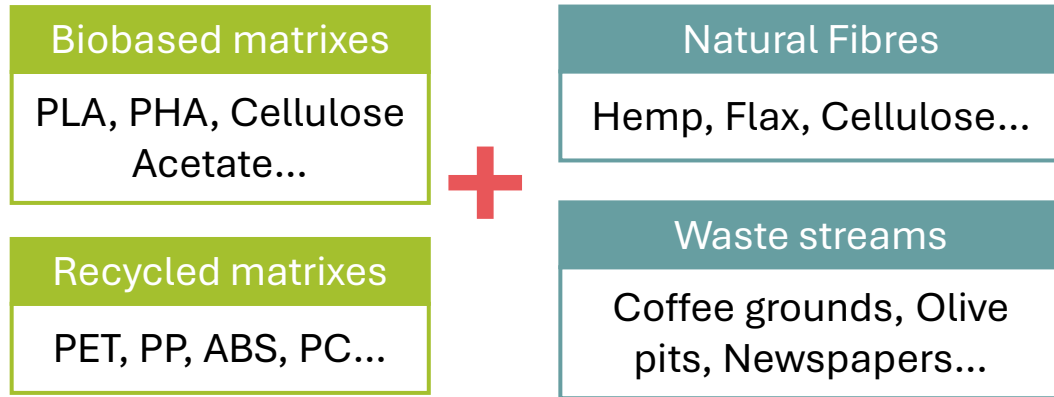 Biobased matrixes
PLA, PHA, Cellulose
Acetate...
Recycled matrixes
PET, PP, ABS, PC...
+
Natural Fibres
Hemp, Flax, Cellulose...
Waste streams
Coffee grounds, Olive
pits, Newspapers...